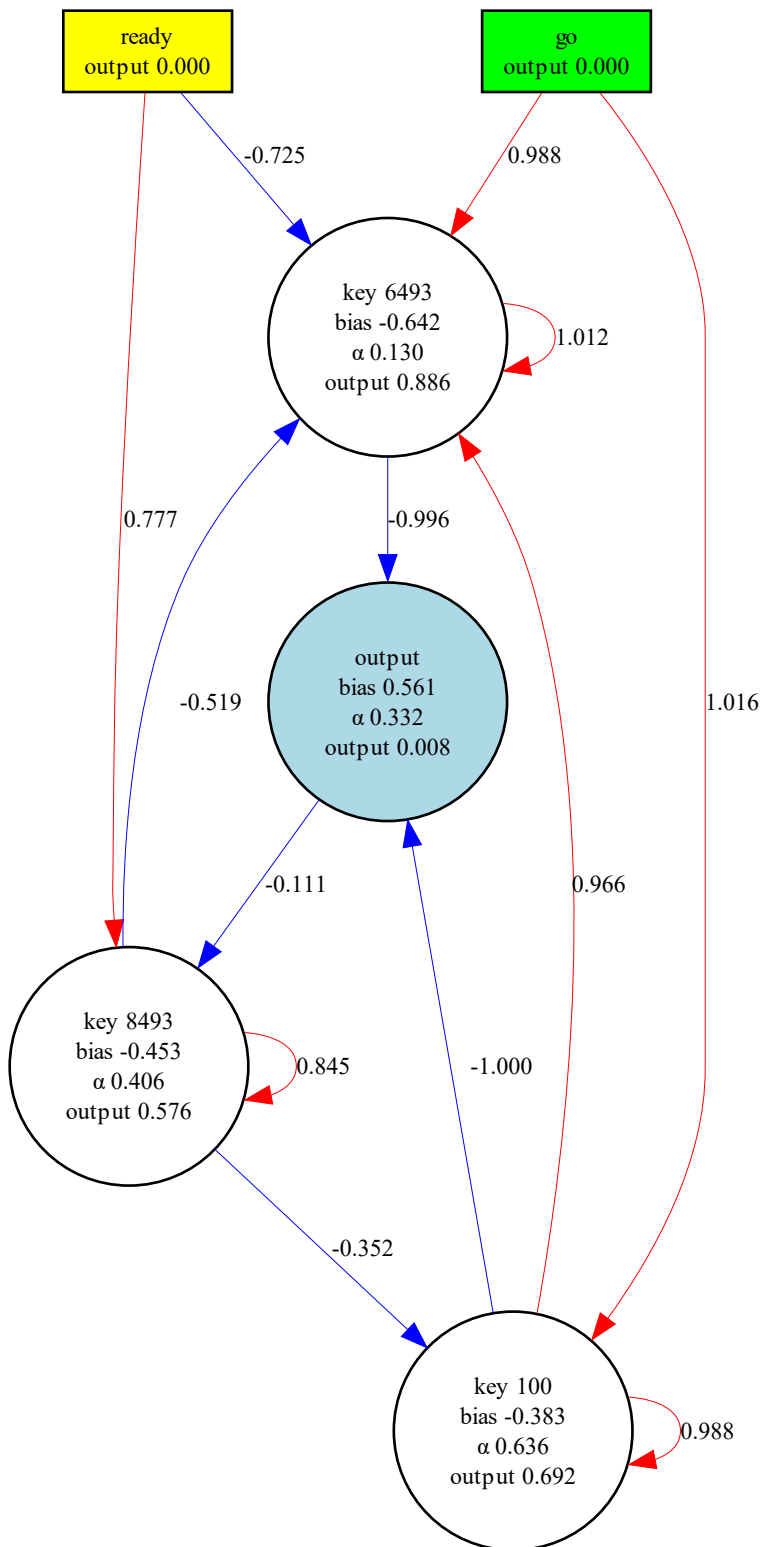 ready
output 0.000
go
output 0.000
-0.725
0.988
key 6493
bias -0.642
α 0.130
output 0.886
1.012
0.777
-0.996
output
bias 0.561
α 0.332
output 0.008
-0.519
1.016
-0.111
0.966
key 8493
bias -0.453
α 0.406
output 0.576
0.845
-1.000
-0.352
key 100
bias -0.383
α 0.636
output 0.692
0.988